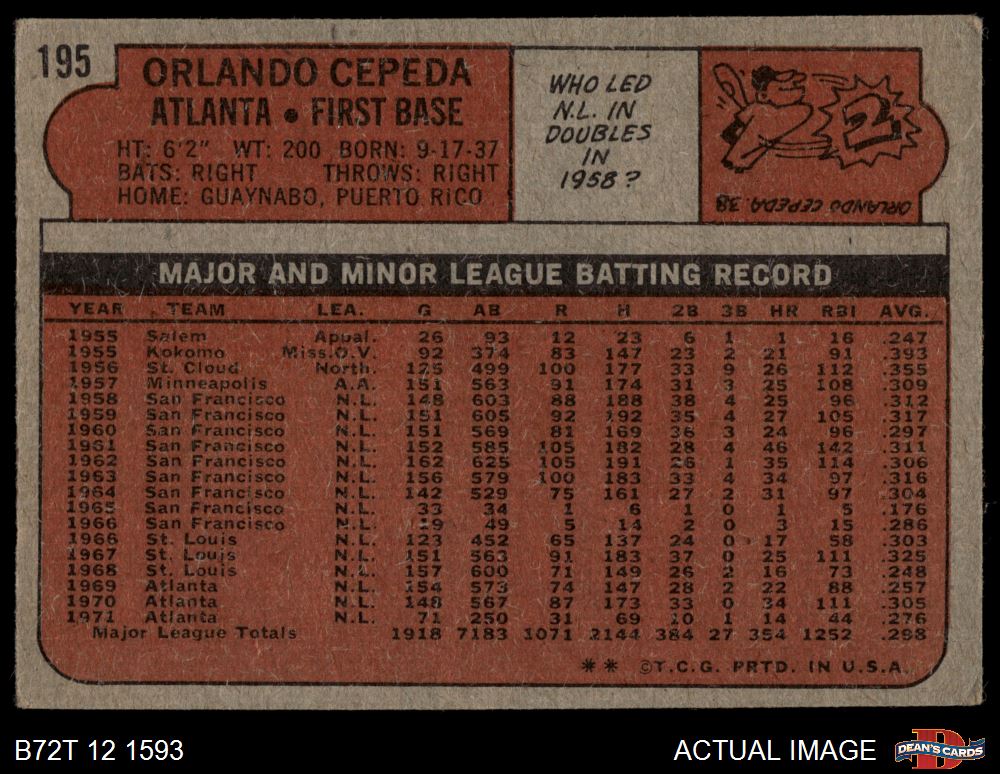 195
ORLANDO CEPEDA
ATLANTA • FIRST BASE
HT: 6'2" WT: 200 BORN: 9-17-37
BATS: RIGHT THROWS: RIGHT
HOME: GUAYNABO, PUERTO RICO
WHO LED
N.L. IN
DOUBLES
IN
1958?
2
ORLANDO CEPEDA. 38
MAJOR AND MINOR LEAGUE BATTING RECORD
YEAR TEAM LEA. G AB R H 2B 3B HR RBI AVG.
1955 Salem Appal. 26 93 12 23 6 1 1 16 .247
1955 Kokomo Miss.O.V. 92 374 83 147 23 2 21 91 .393
1956 St. Cloud North. 125 499 100 177 33 9 26 112 .355
1957 Minneapolis A.A. 151 563 91 174 31 3 25 108 .309
1958 San Francisco N.L. 148 603 88 188 38 4 25 96 .312
1959 San Francisco N.L. 151 605 92 192 35 4 27 105 .317
1960 San Francisco N.L. 151 569 81 169 36 3 24 96 .297
1961 San Francisco N.L. 152 585 105 182 28 4 46 142 .311
1962 San Francisco N.L. 162 625 105 191 26 1 35 114 .306
1963 San Francisco N.L. 156 579 100 183 33 4 34 97 .316
1964 San Francisco N.L. 142 529 75 161 27 2 31 97 .304
1965 San Francisco N.L. 33 34 1 6 1 0 1 5 .176
1966 San Francisco N.L. 19 49 5 14 2 0 3 15 .286
1966 St. Louis N.L. 123 452 65 137 24 0 17 58 .303
1967 St. Louis N.L. 151 563 91 183 37 0 25 111 .325
1968 St. Louis N.L. 157 600 71 149 26 2 16 73 .248
1969 Atlanta N.L. 154 573 74 147 28 2 22 88 .257
1970 Atlanta N.L. 148 567 87 173 33 0 34 111 .305
1971 Atlanta N.L. 71 250 31 69 10 1 14 44 .276
Major League Totals 1918 7183 1071 2144 384 27 354 1252 .298
* * ©T.C.G. PRTD. IN U.S.A.
B72T 12 1593
ACTUAL IMAGE
D
DEAN'S CARDS